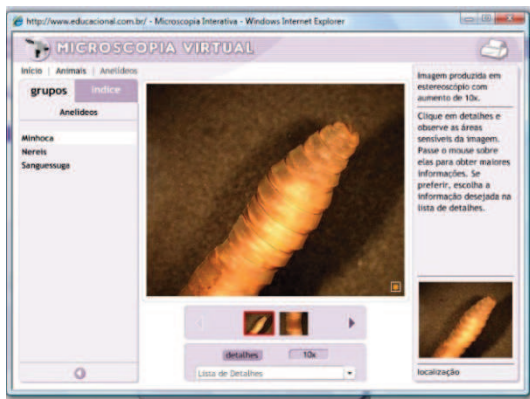 http://www.educacional.com.br/ - Microscopia Interativa - Windows Internet Explorer
MICROSCOPIA VIRTUAL
Início | Animais | Anelídeos
grupos
índice
Anelídeos
Minhoca
Nereis
Sanguessuga
Imagem produzida em
estereoscópio com
aumento de 10x.
Clique em detalhes e
observe as áreas
sensíveis da imagem.
Passe o mouse sobre
elas para obter maiores
informações. Se
preferir, escolha a
informação desejada na
lista de detalhes.
detalhes
10x
Lista de Detalhes
localização